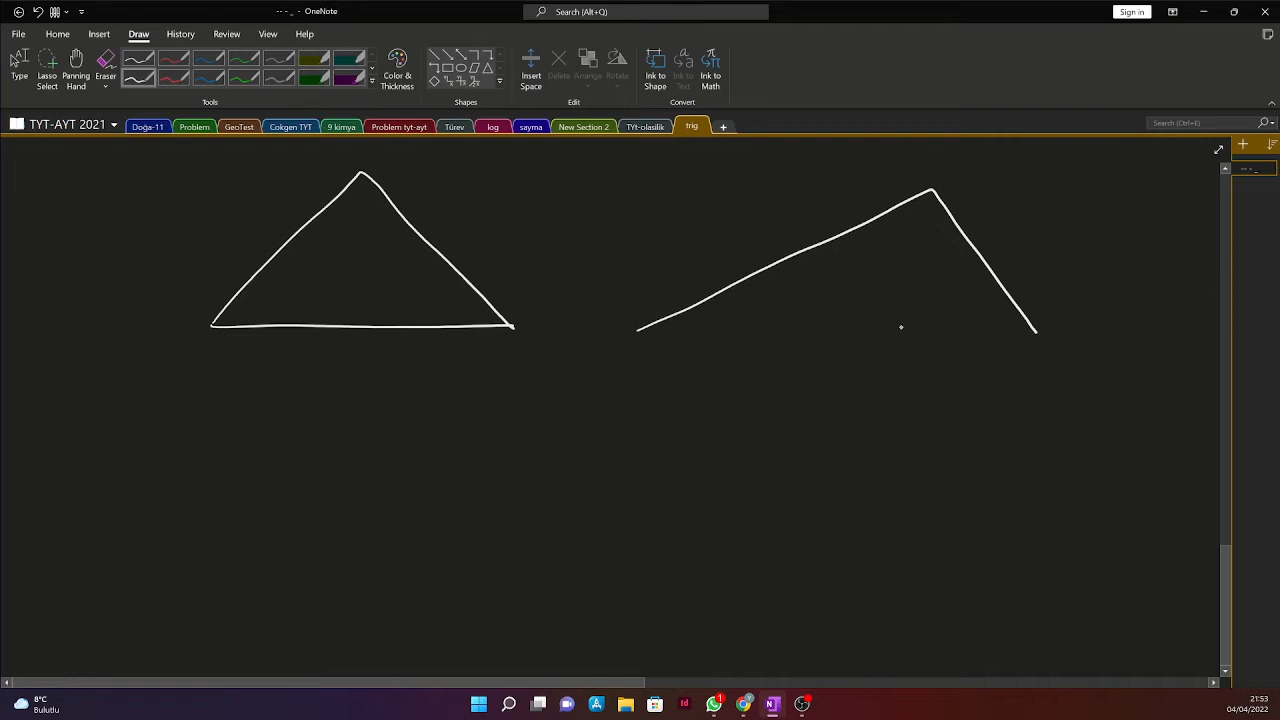 -- - _ - OneNote
Search (Alt+Q)
Sign in
File Home Insert Draw History Review View Help
Type
Lasso Select
Panning Hand
Eraser
Color & Thickness
Insert Space
Delete
Arrange
Rotate
Ink to Shape
Ink to Text
Ink to Math
Tools
Shapes
Edit
Convert
TYT-AYT 2021
Doğa-11
Problem
GeoTest
Cokgen TYT
9 kimya
Problem tyt-ayt
Türev
log
sayma
New Section 2
TYt-olasilik
trig
Search (Ctrl+E)
-- - _
8°C
Bulutlu
Id
1
N
21:53
04/04/2022